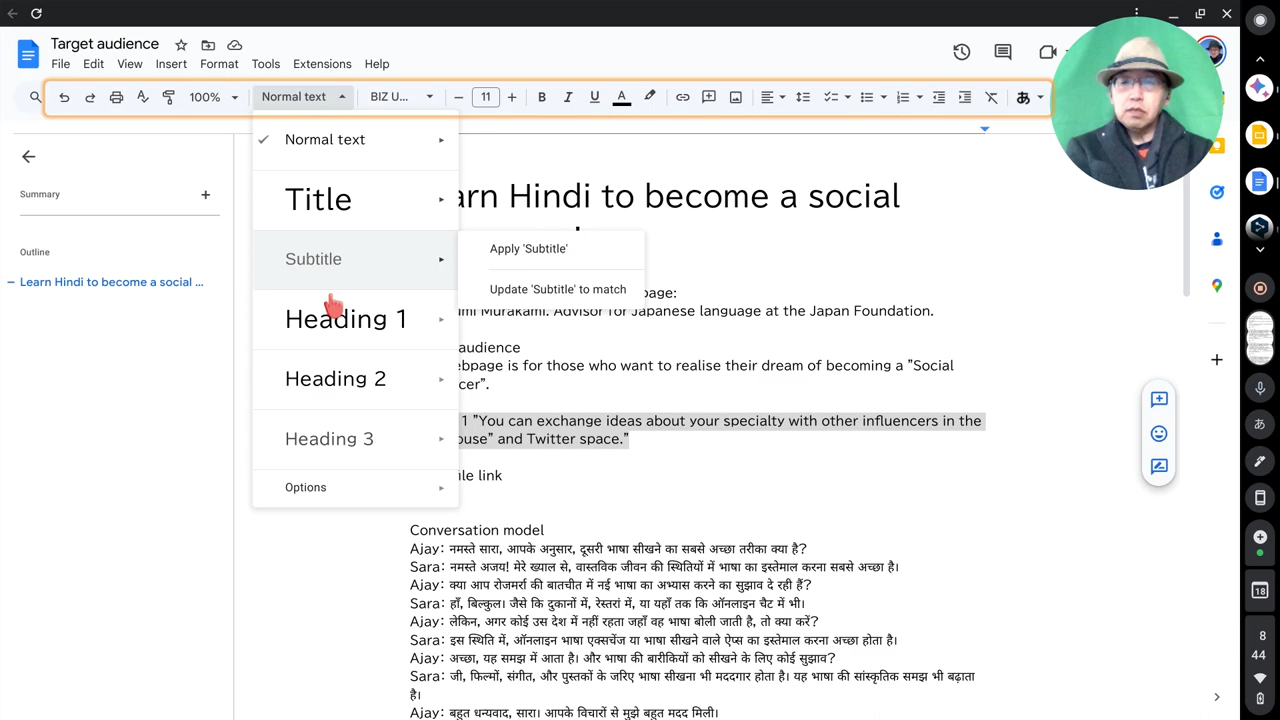 Target audience
File Edit View Insert Format Tools Extensions Help
100% Normal text BIZ U... 11 B I U A あ
Normal text
Title
Subtitle
Heading 1
Heading 2
Heading 3
Options
Apply 'Subtitle'
Update 'Subtitle' to match
Summary
Outline
Learn Hindi to become a social ...
arn Hindi to become a social
page:
imi Murakami. Advisor for Japanese language at the Japan Foundation.
audience
ebpage is for those who want to realise their dream of becoming a "Social
cer".
1 "You can exchange ideas about your specialty with other influencers in the
ouse" and Twitter space."
ile link
Conversation model
Ajay: नमस्ते सारा, आपके अनुसार, दूसरी भाषा सीखने का सबसे अच्छा तरीका क्या है?
Sara: नमस्ते अजय! मेरे ख्याल से, वास्तविक जीवन की स्थितियों में भाषा का इस्तेमाल करना सबसे अच्छा है।
Ajay: क्या आप रोजमर्रा की बातचीत में नई भाषा का अभ्यास करने का सुझाव दे रही हैं?
Sara: हाँ, बिल्कुल। जैसे कि दुकानों में, रेस्तरां में, या यहाँ तक कि ऑनलाइन चैट में भी।
Ajay: लेकिन, अगर कोई उस देश में नहीं रहता जहाँ वह भाषा बोली जाती है, तो क्या करें?
Sara: इस स्थिति में, ऑनलाइन भाषा एक्सचेंज या भाषा सीखने वाले ऐप्स का इस्तेमाल करना अच्छा होता है।
Ajay: अच्छा, यह समझ में आता है। और भाषा की बारीकियों को सीखने के लिए कोई सुझाव?
Sara: जी, फिल्मों, संगीत, और पुस्तकों के जरिए भाषा सीखना भी मददगार होता है। यह भाषा की सांस्कृतिक समझ भी बढ़ाता
है।
Ajay: बहुत धन्यवाद, सारा। आपके विचारों से मुझे बहुत मदद मिली।
あ
18
8
44